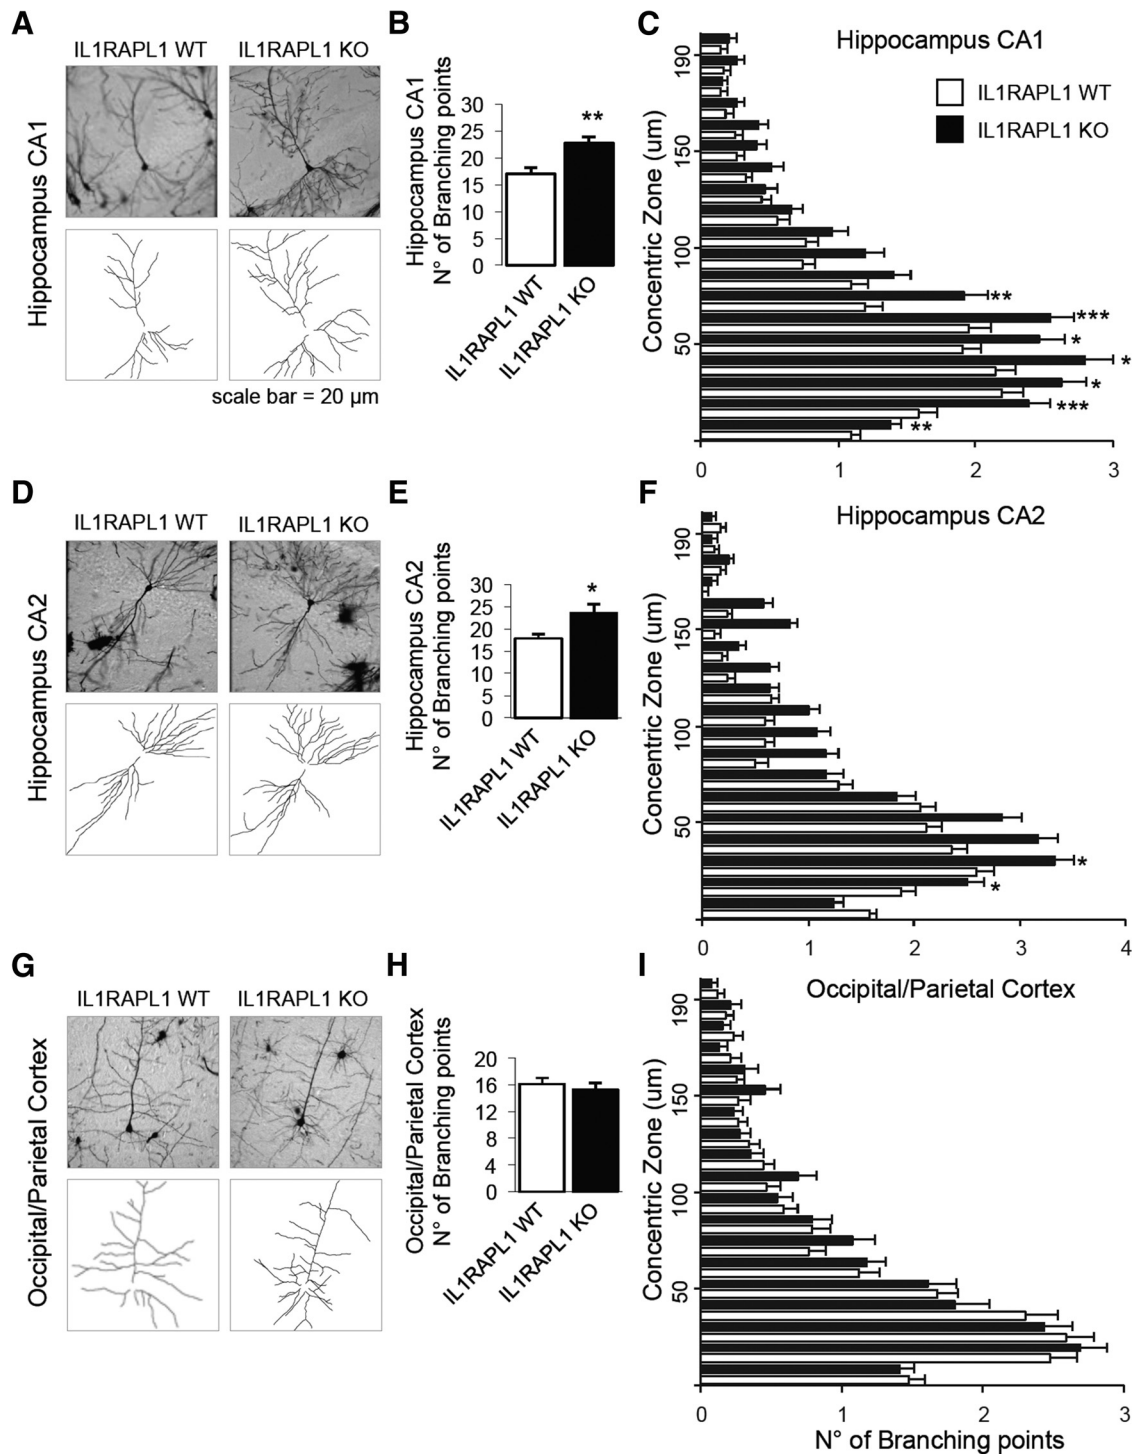 A
IL1RAPL1 WT
IL1RAPL1 KO
Hippocampus CA1
scale bar = 20 µm
B
Hippocampus CA1
N° of Branching points
30
25
20
15
10
5
0
**
IL1RAPL1 WT
IL1RAPL1 KO
C
Hippocampus CA1
IL1RAPL1 WT
IL1RAPL1 KO
Concentric Zone (um)
190
150
100
50
**
***
*
*
*
***
**
0
1
2
3
D
IL1RAPL1 WT
IL1RAPL1 KO
Hippocampus CA2
E
Hippocampus CA2
N° of Branching points
30
25
20
15
10
5
0
*
IL1RAPL1 WT
IL1RAPL1 KO
F
Hippocampus CA2
Concentric Zone (um)
190
150
100
50
*
*
0
1
2
3
4
G
IL1RAPL1 WT
IL1RAPL1 KO
Occipital/Parietal Cortex
H
Occipital/Parietal Cortex
N° of Branching points
20
16
12
8
4
0
IL1RAPL1 WT
IL1RAPL1 KO
I
Occipital/Parietal Cortex
Concentric Zone (um)
190
150
100
50
0
1
2
3
N° of Branching points